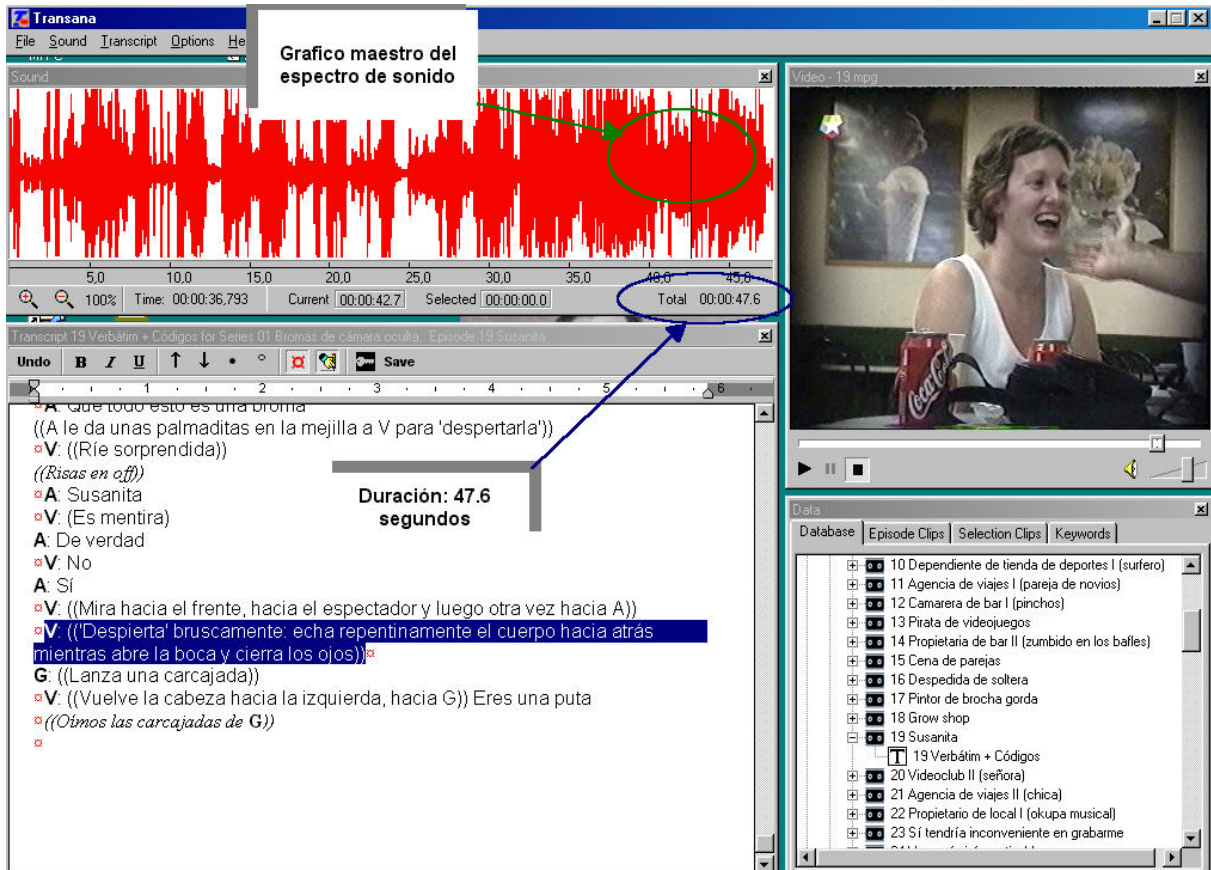 Transana
File Sound Transcript Options He
Grafico maestro del
espectro de sonido
Sound
5,0 10,0 15,0 20,0 25,0 30,0 35,0 40,0 45,0
100% Time: 00:00:36,793 Current 00:00:42.7 Selected 00:00:00.0 Total 00:00:47.6
Transcript 19 Verbátim + Códigos for Series 01 Bromas de cámara oculta, Episode 19 Susanita
Undo B I U Save
1 2 3 4 5 6
A: Que todo esto es una broma
((A le da unas palmaditas en la mejilla a V para 'despertarla'))
V: ((Ríe sorprendida))
((Risas en off))
A: Susanita
V: (Es mentira)
A: De verdad
V: No
A: Sí
V: ((Mira hacia el frente, hacia el espectador y luego otra vez hacia A))
V: (('Despierta' bruscamente: echa repentinamente el cuerpo hacia atrás
mientras abre la boca y cierra los ojos))
G: ((Lanza una carcajada))
V: ((Vuelve la cabeza hacia la izquierda, hacia G)) Eres una puta
((Oímos las carcajadas de G))
Duración: 47.6
segundos
Video - 19.mpg
Coca-Cola
Data
Database Episode Clips Selection Clips Keywords
10 Dependiente de tienda de deportes I (surfero)
11 Agencia de viajes I (pareja de novios)
12 Camarera de bar I (pinchos)
13 Pirata de videojuegos
14 Propietaria de bar II (zumbido en los bafles)
15 Cena de parejas
16 Despedida de soltera
17 Pintor de brocha gorda
18 Grow shop
19 Susanita
T 19 Verbátim + Códigos
20 Videoclub II (señora)
21 Agencia de viajes II (chica)
22 Propietario de local I (okupa musical)
23 Sí tendría inconveniente en grabarme